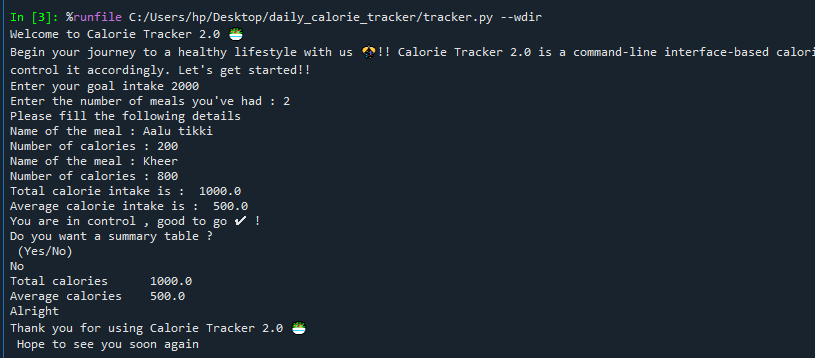 In [3]: %runfile C:/Users/hp/Desktop/daily_calorie_tracker/tracker.py --wdir
Welcome to Calorie Tracker 2.0 🥗
Begin your journey to a healthy lifestyle with us !! Calorie Tracker 2.0 is a command-line interface-based calori
control it accordingly. Let's get started!!
Enter your goal intake 2000
Enter the number of meals you've had : 2
Please fill the following details
Name of the meal : Aalu tikki
Number of calories : 200
Name of the meal : Kheer
Number of calories : 800
Total calorie intake is :  1000.0
Average calorie intake is :  500.0
You are in control , good to go ✔ !
Do you want a summary table ?
 (Yes/No)
No
Total calories      1000.0
Average calories    500.0
Alright
Thank you for using Calorie Tracker 2.0 🥗
 Hope to see you soon again